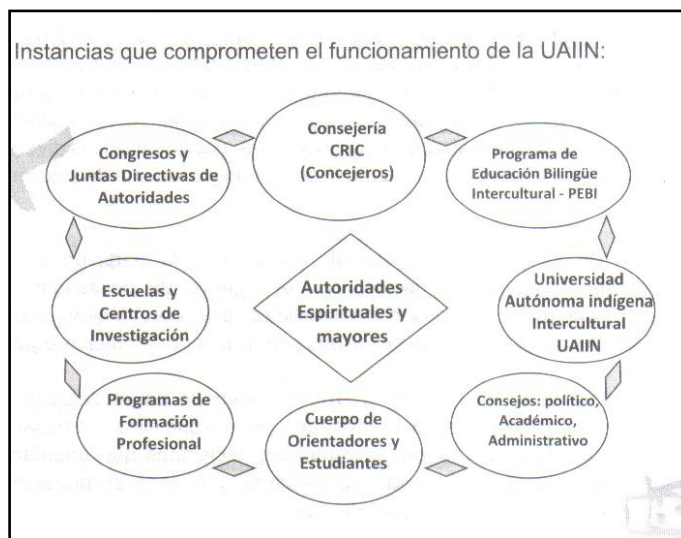 Instancias que comprometen el funcionamiento de la UAIIN:
Consejería
CRIC
(Concejeros)
Congresos y
Juntas Directivas de
Autoridades
Programa de
Educación Bilingüe
Intercultural - PEBI
Escuelas y
Centros de
Investigación
Autoridades
Espirituales y
mayores
Universidad
Autónoma indígena
Intercultural
UAIIN
Programas de
Formación
Profesional
Cuerpo de
Orientadores y
Estudiantes
Consejos: político,
Académico,
Administrativo